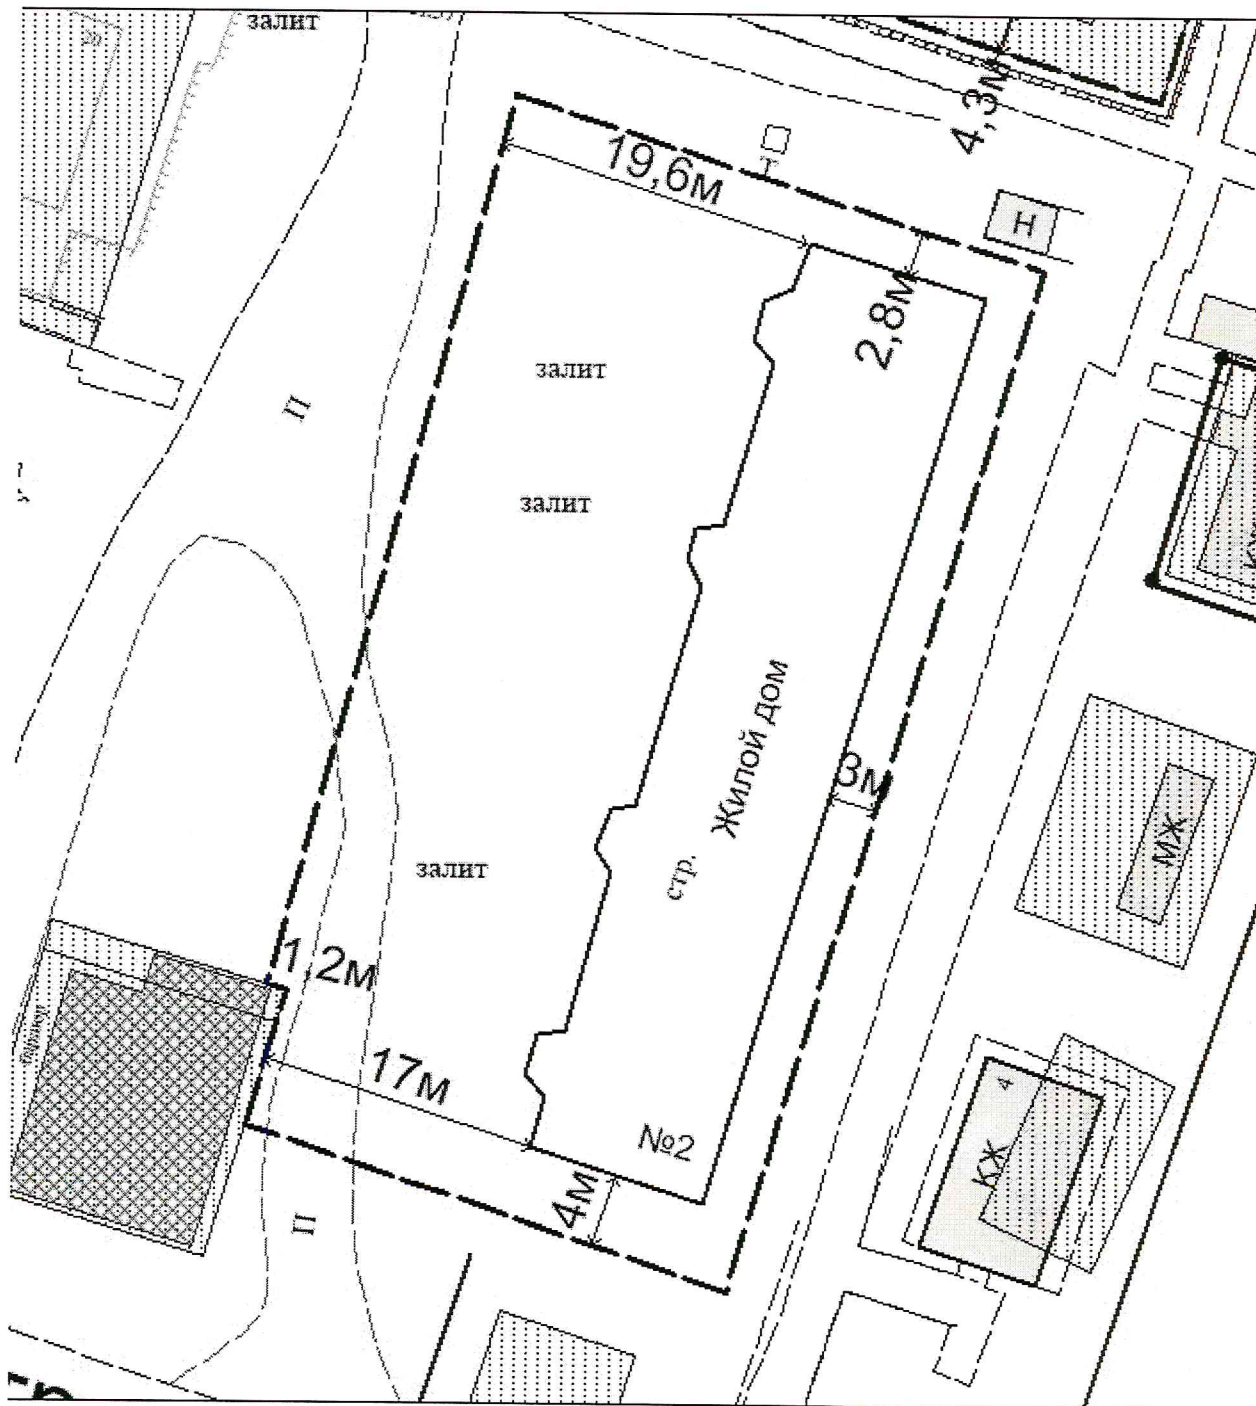 залит
4,3м
19,6м
Т
Н
2,8м
залит
П
залит
Жилой дом
3м
МЖ
стр.
залит
1,2м
17м
4
КЖ
№2
4м
П